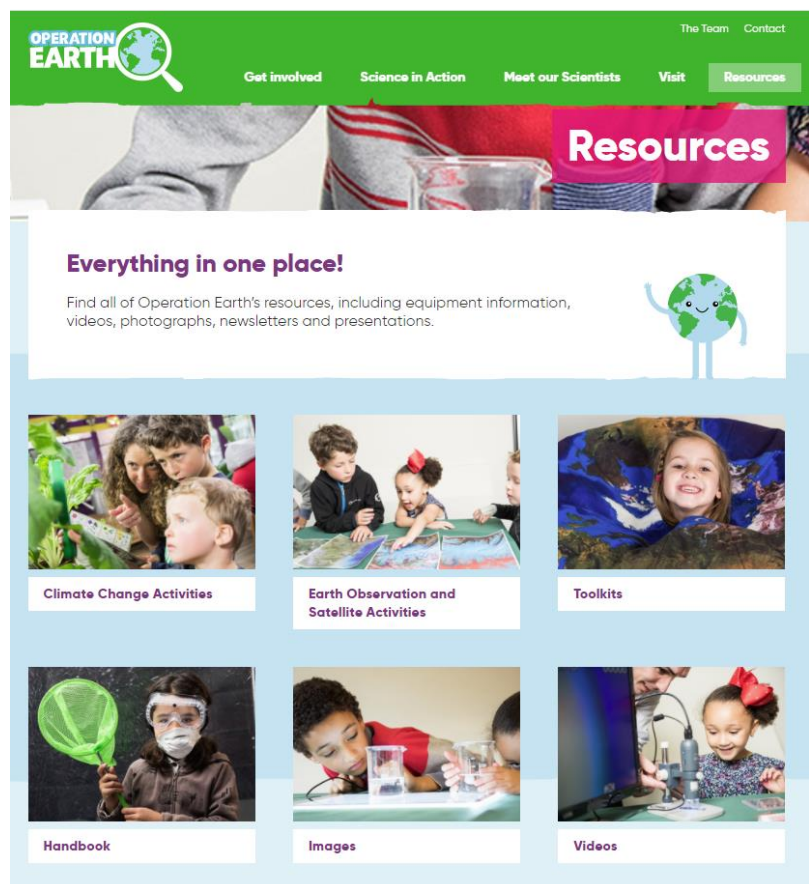 OPERATION
EARTH
The Team Contact
Get involved Science in Action Meet our Scientists Visit Resources
Resources
Everything in one place!
Find all of Operation Earth's resources, including equipment information,
videos, photographs, newsletters and presentations.
Climate Change Activities
Earth Observation and
Satellite Activities
Toolkits
Handbook
Images
Videos